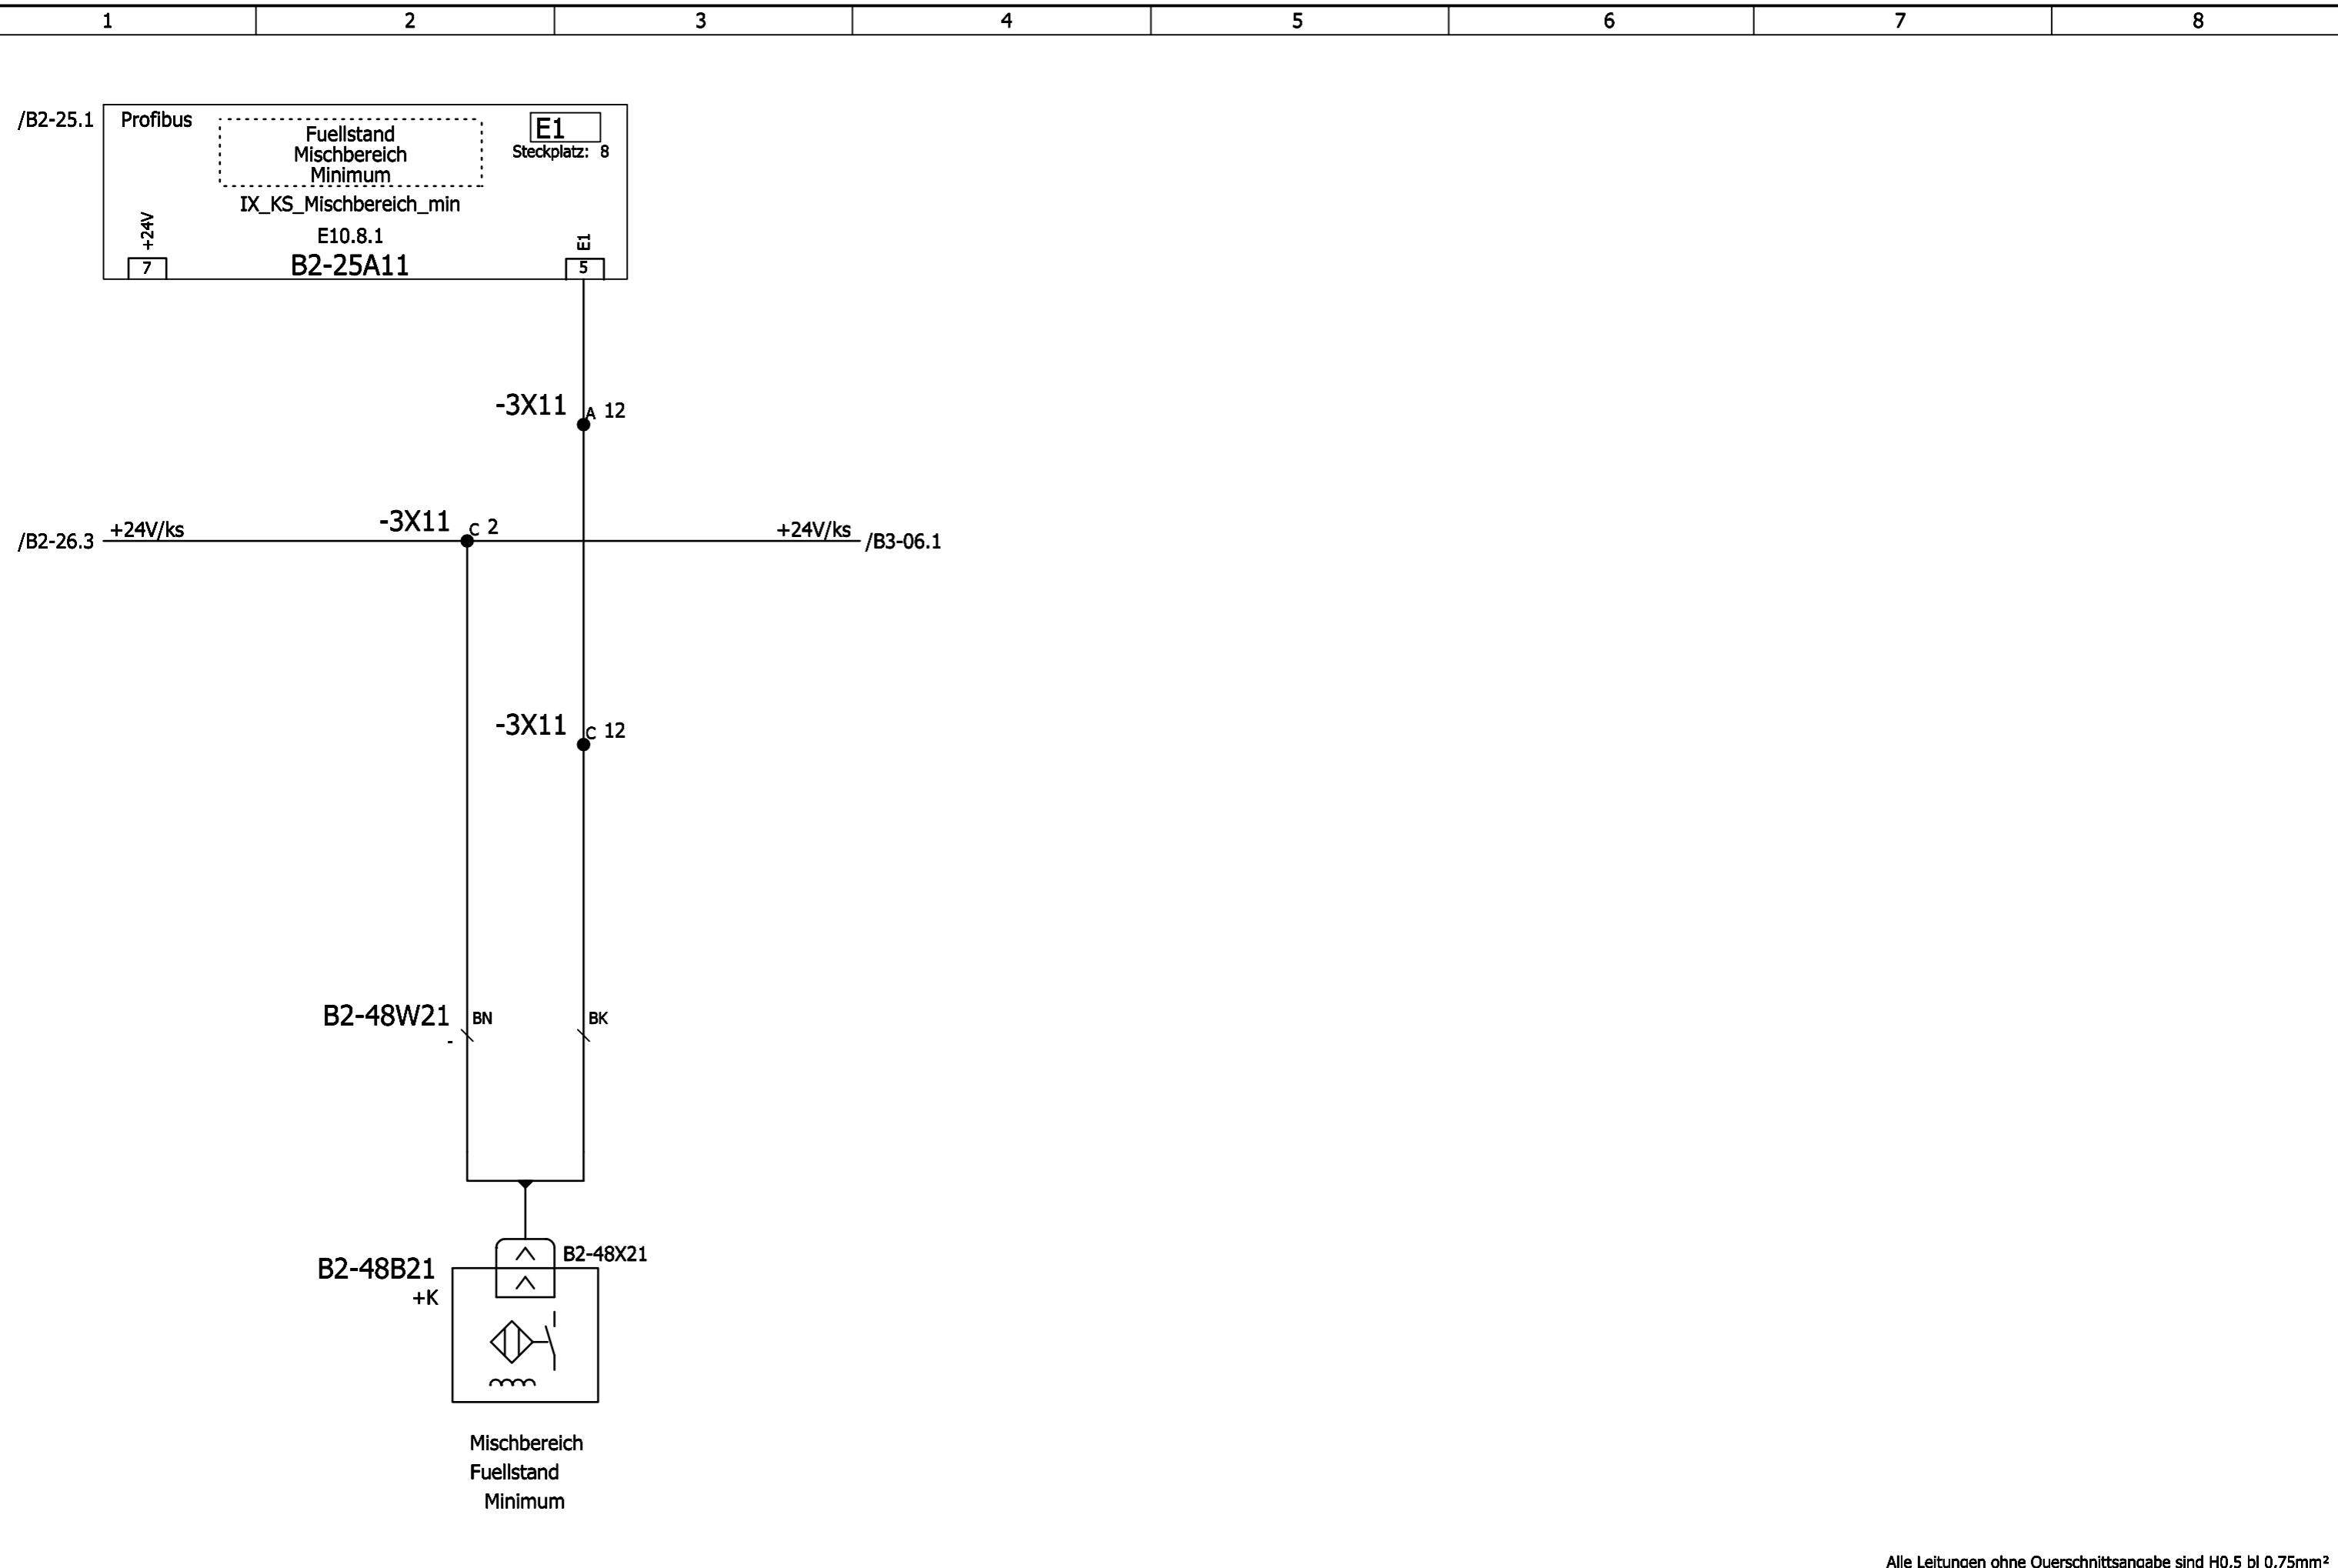 1 2 3 4 5 6 7 8
/B2-25.1
Profibus
Fuellstand
Mischbereich
Minimum
E1
Steckplatz: 8
IX_KS_Mischbereich_min
+24V
E10.8.1
E1
7
B2-25A11
5
-3X11 A 12
-3X11 C 2
/B2-26.3 +24V/ks
+24V/ks /B3-06.1
-3X11 C 12
B2-48W21 BN
BK
-
B2-48X21
B2-48B21
+K
Mischbereich
Fuellstand
Minimum
Alle Leitungen ohne Querschnittsangabe sind H0,5 bl 0,75mm²